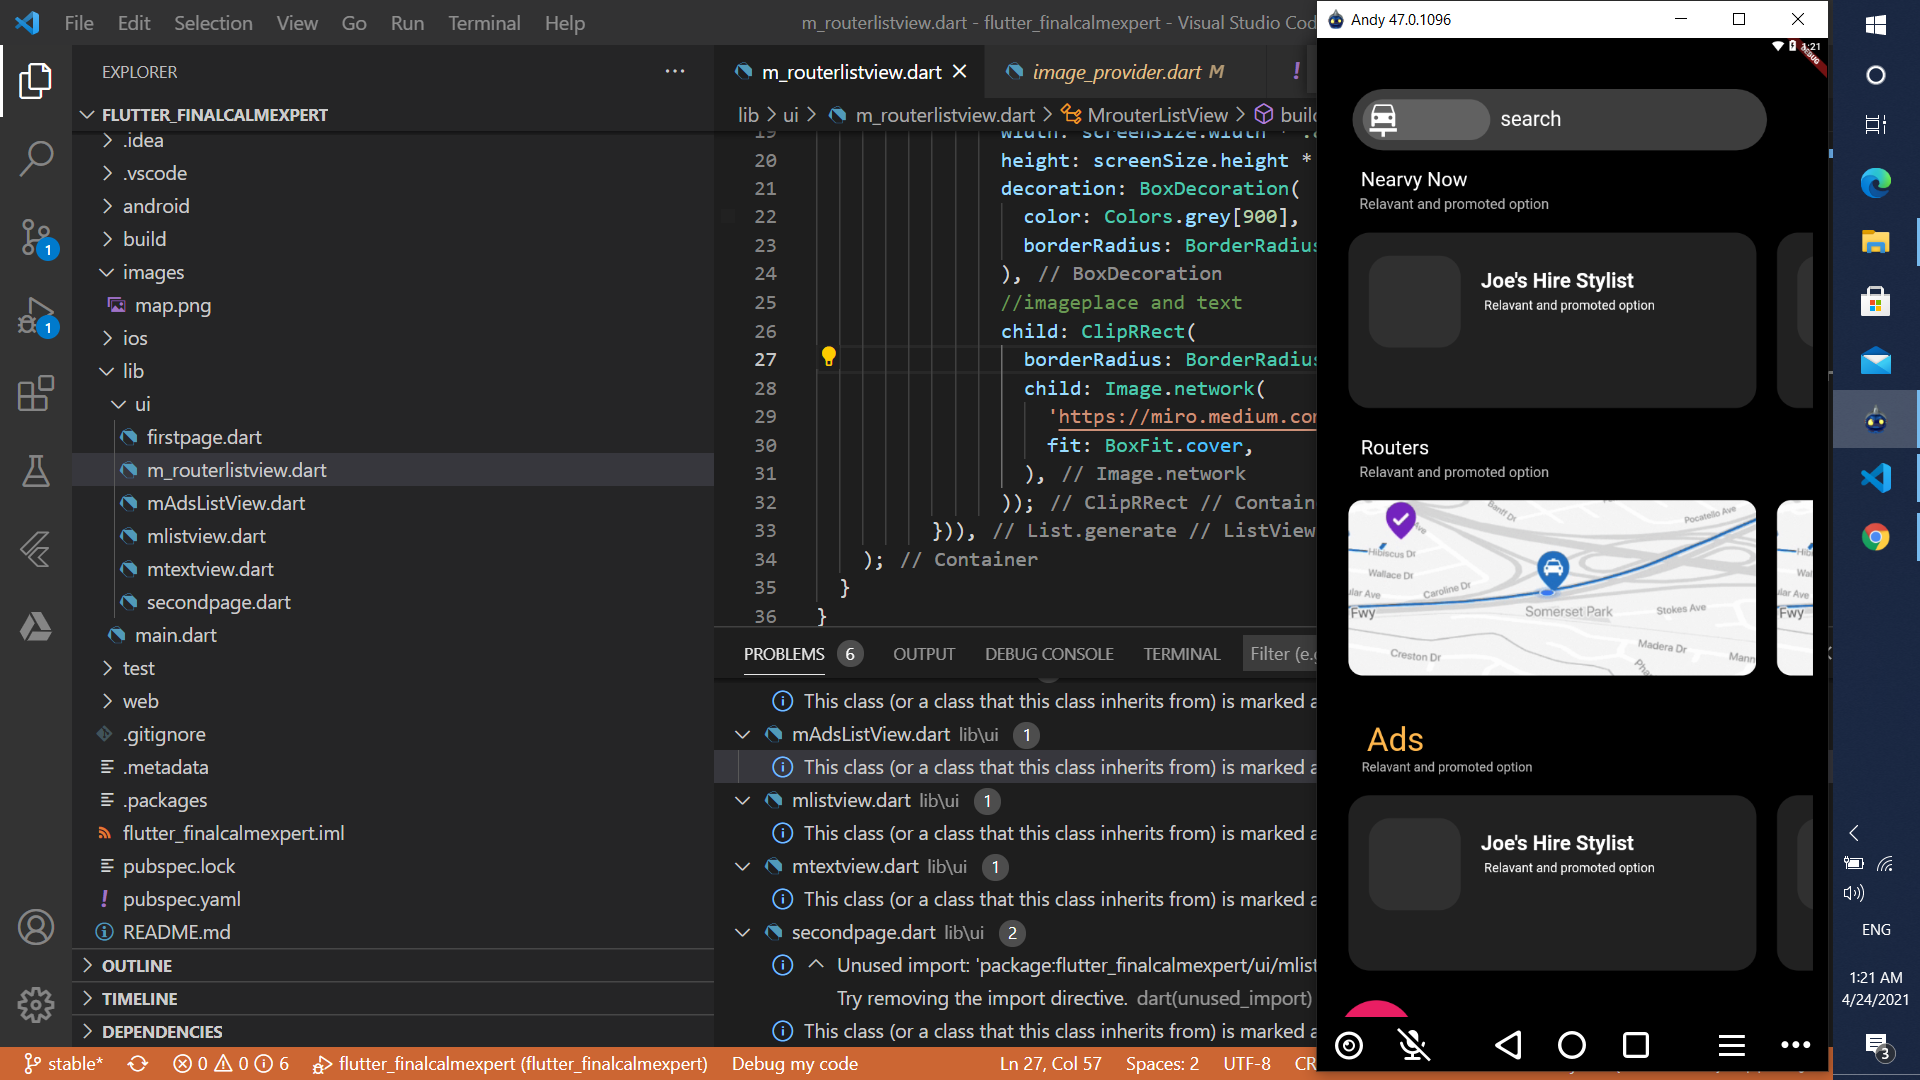 File Edit Selection View Go Run Terminal Help
m_routerlistview.dart - flutter_finalcalmexpert - Visual Studio Cod
EXPLORER
FLUTTER_FINALCALMEXPERT
.idea
.vscode
android
build
images
map.png
ios
lib
ui
firstpage.dart
m_routerlistview.dart
mAdsListView.dart
mlistview.dart
mtextview.dart
secondpage.dart
main.dart
test
web
.gitignore
.metadata
.packages
flutter_finalcalmexpert.iml
pubspec.lock
pubspec.yaml
README.md
OUTLINE
TIMELINE
DEPENDENCIES
1
1
m_routerlistview.dart image_provider.dart M
lib ui m_routerlistview.dart MrouterListView build
19 width: screenSize.width * .
20 height: screenSize.height *
21 decoration: BoxDecoration(
22 color: Colors.grey[900],
23 borderRadius: BorderRadius
24 ), // BoxDecoration
25 //imageplace and text
26 child: ClipRRect(
27 borderRadius: BorderRadius
28 child: Image.network(
29 'https://miro.medium.com
30 fit: BoxFit.cover,
31 ), // Image.network
32 )); // ClipRRect // Contain
33 })), // List.generate // ListView
34 ); // Container
35 }
36 }
PROBLEMS 6 OUTPUT DEBUG CONSOLE TERMINAL Filter (e.g
This class (or a class that this class inherits from) is marked a
mAdsListView.dart lib\ui 1
This class (or a class that this class inherits from) is marked a
mlistview.dart lib\ui 1
This class (or a class that this class inherits from) is marked a
mtextview.dart lib\ui 1
This class (or a class that this class inherits from) is marked a
secondpage.dart lib\ui 2
Unused import: 'package:flutter_finalcalmexpert/ui/mlist
Try removing the import directive. dart(unused_import)
This class (or a class that this class inherits from) is marked a
stable* 0 0 6 flutter_finalcalmexpert (flutter_finalcalmexpert) Debug my code Ln 27, Col 57 Spaces: 2 UTF-8 CR
Andy 47.0.1096
1:21
search
Nearvy Now
Relavant and promoted option
Joe's Hire Stylist
Relavant and promoted option
Routers
Relavant and promoted option
Banff Dr
Pocatello Ave
Ave
Hibiscus Dr
Wallace Dr
Caroline Dr
ular Ave
Fwy
Somerset Park
Stokes Ave
Madera Dr
Creston Dr
Mann
Wal
ular Ave
Fwy
Ads
Relavant and promoted option
Joe's Hire Stylist
Relavant and promoted option
ENG
1:21 AM
4/24/2021
3